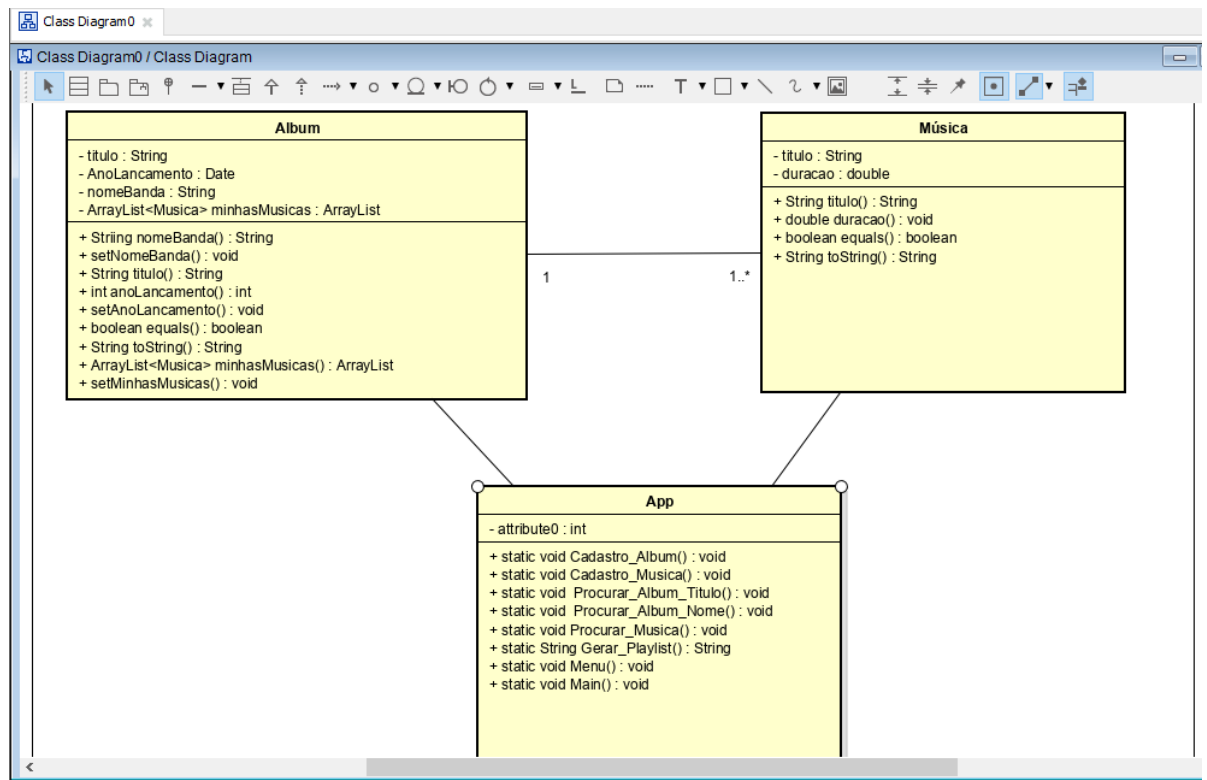 Class Diagram0
Class Diagram0 / Class Diagram
T
Album
- titulo : String
- AnoLancamento : Date
- nomeBanda : String
- ArrayList<Musica> minhasMusicas : ArrayList
+ Striing nomeBanda() : String
+ setNomeBanda() : void
+ String titulo() : String
+ int anoLancamento() : int
+ setAnoLancamento() : void
+ boolean equals() : boolean
+ String toString() : String
+ ArrayList<Musica> minhasMusicas() : ArrayList
+ setMinhasMusicas() : void
1
1..*
Música
- titulo : String
- duracao : double
+ String titulo() : String
+ double duracao() : void
+ boolean equals() : boolean
+ String toString() : String
App
- attribute0 : int
+ static void Cadastro_Album() : void
+ static void Cadastro_Musica() : void
+ static void  Procurar_Album_Titulo() : void
+ static void  Procurar_Album_Nome() : void
+ static void Procurar_Musica() : void
+ static String Gerar_Playlist() : String
+ static void Menu() : void
+ static void Main() : void